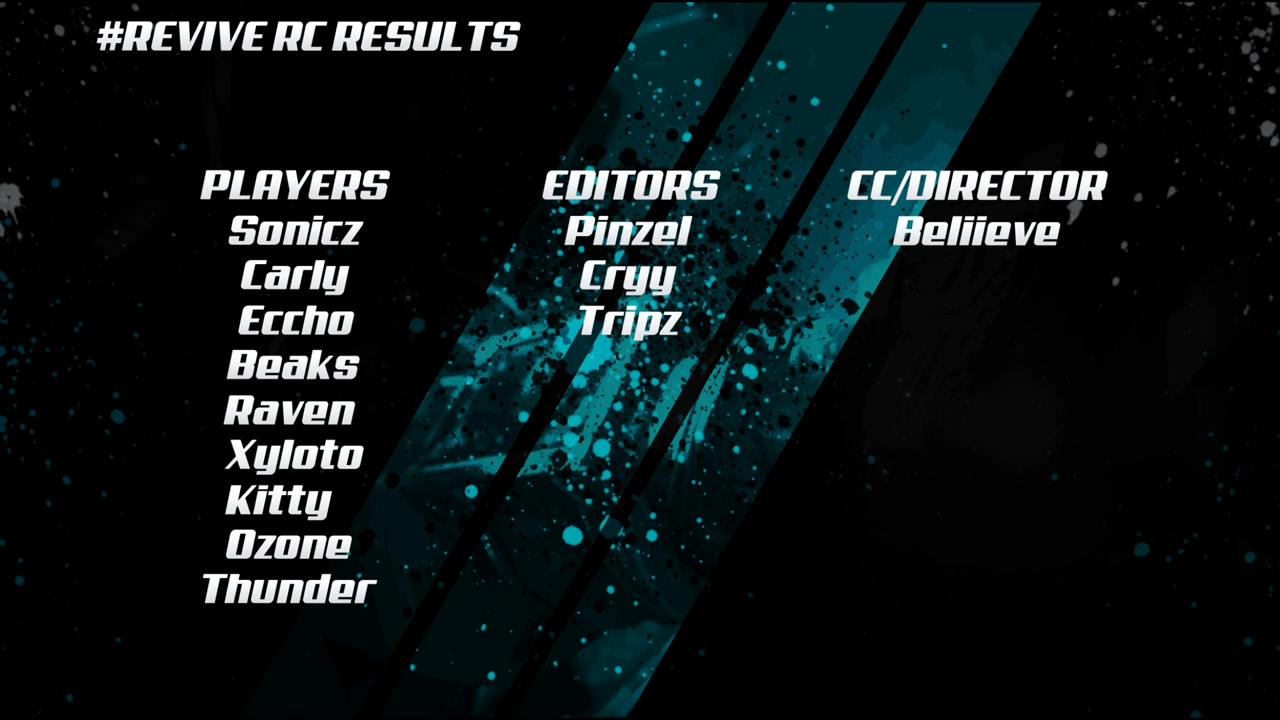 #REVIVE RC RESULTS
PLAYERS
Sonicz
Carly
Eccho
Beaks
Raven
Xyloto
Kitty
Ozone
Thunder
EDITORS
Pinzel
Cryy
Tripz
CC/DIRECTOR
Beliieve